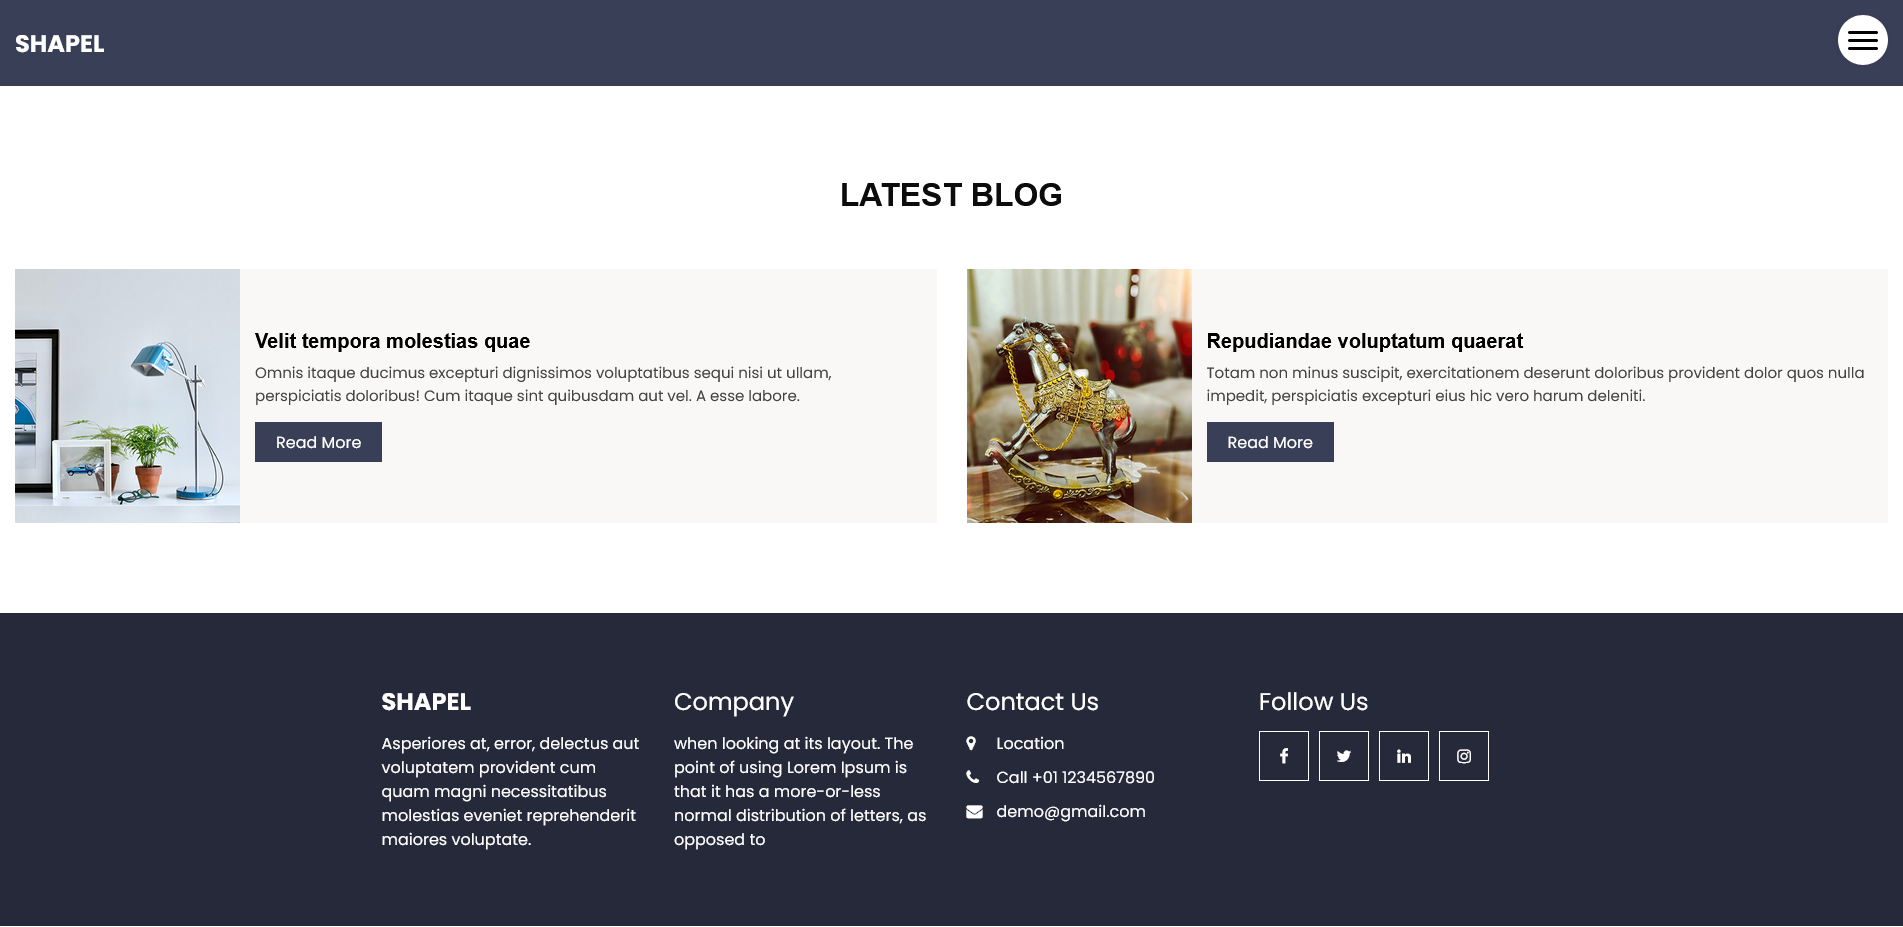 SHAPEL
LATEST BLOG
Velit tempora molestias quae
Omnis itaque ducimus excepturi dignissimos voluptatibus sequi nisi ut ullam,
perspiciatis doloribus! Cum itaque sint quibusdam aut vel. A esse labore.
Read More
Repudiandae voluptatum quaerat
Totam non minus suscipit, exercitationem deserunt doloribus provident dolor quos nulla
impedit, perspiciatis excepturi eius hic vero harum deleniti.
Read More
SHAPEL
Asperiores at, error, delectus aut
voluptatem provident cum
quam magni necessitatibus
molestias eveniet reprehenderit
maiores voluptate.
Company
when looking at its layout. The
point of using Lorem Ipsum is
that it has a more-or-less
normal distribution of letters, as
opposed to
Contact Us
Location
Call +01 1234567890
demo@gmail.com
Follow Us